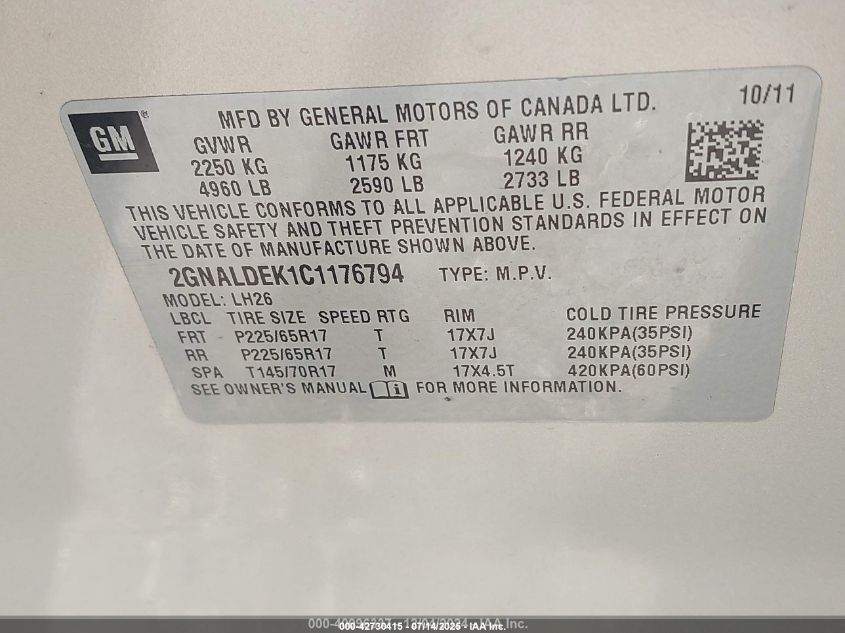 GM
MFD BY GENERAL MOTORS OF CANADA LTD. 10/11
GVWR GAWR FRT GAWR RR
2250 KG 1175 KG 1240 KG
4960 LB 2590 LB 2733 LB
THIS VEHICLE CONFORMS TO ALL APPLICABLE U.S. FEDERAL MOTOR
VEHICLE SAFETY AND THEFT PREVENTION STANDARDS IN EFFECT ON
THE DATE OF MANUFACTURE SHOWN ABOVE.
2GNALDEK1C1176794 TYPE: M.P.V.
MODEL: LH26
LBCL TIRE SIZE SPEED RTG RIM COLD TIRE PRESSURE
FRT P225/65R17 T 17X7J 240KPA(35PSI)
RR P225/65R17 T 17X7J 240KPA(35PSI)
SPA T145/70R17 M 17X4.5T 420KPA(60PSI)
SEE OWNER'S MANUAL i FOR MORE INFORMATION.
000-42730415 - 07/14/2025 - IAA Inc.